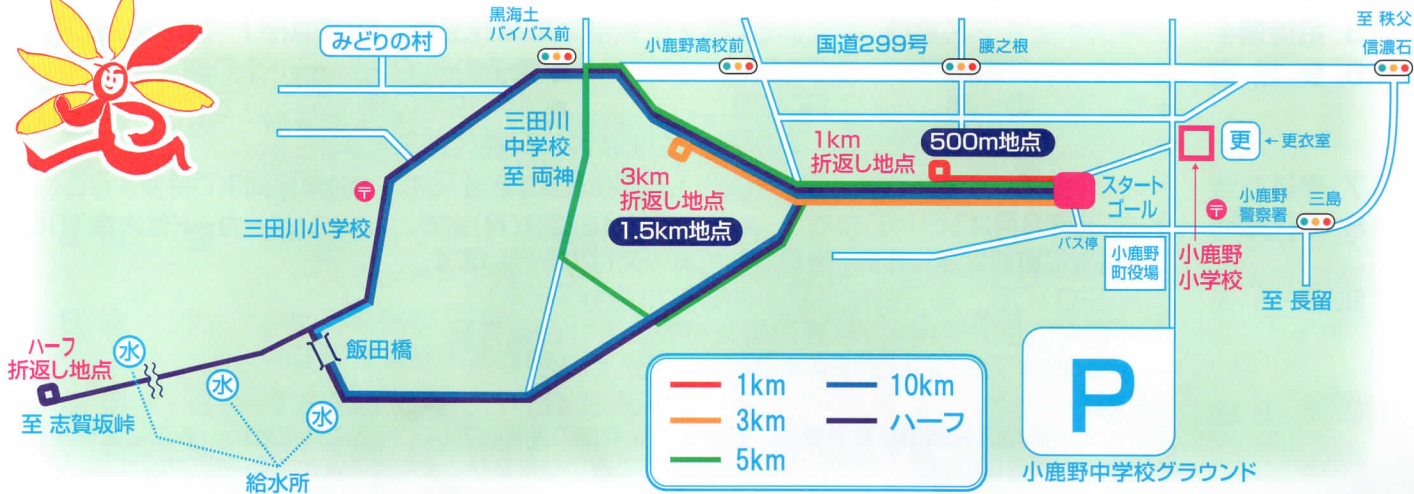 黒海土
バイパス前
みどりの村
小鹿野高校前
国道299号
腰之根
至 秩父
信濃石
三田川
中学校
至 両神
1km
折返し地点
500m地点
更
←更衣室
3km
折返し地点
1.5km地点
スタート
ゴール
〒
三田川小学校
〒
小鹿野
警察署
三島
バス停
小鹿野
町役場
小鹿野
小学校
至 長留
ハーフ
折返し地点
水
水
水
飯田橋
至 志賀坂峠
給水所
1km
3km
5km
10km
ハーフ
P
小鹿野中学校グラウンド